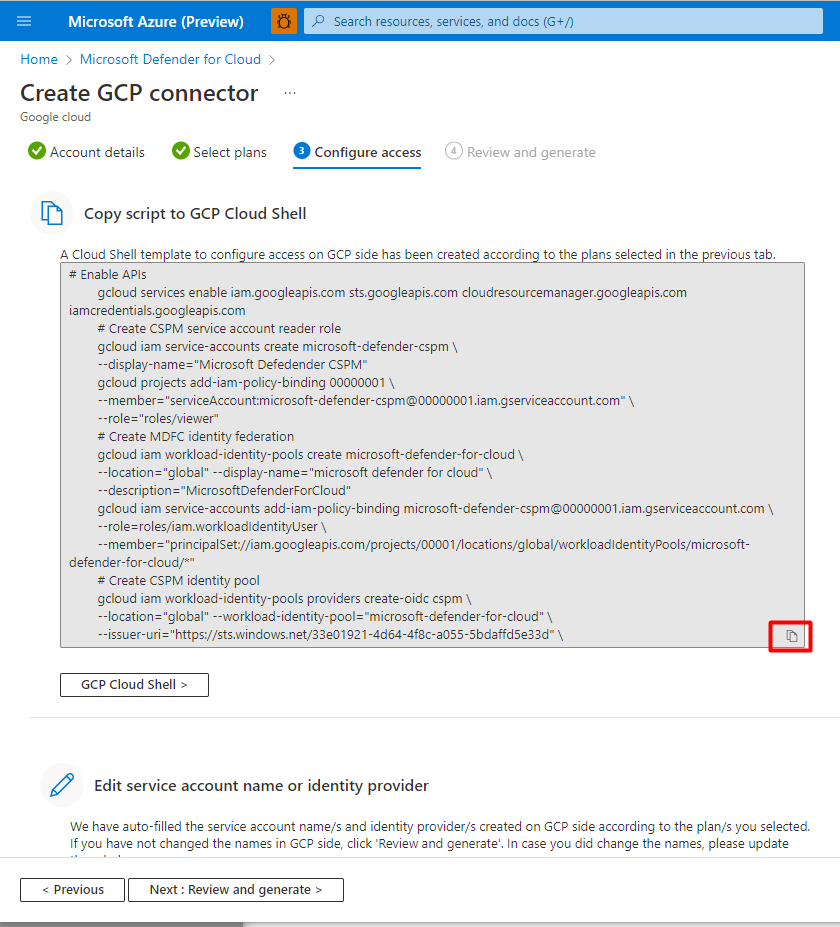 Microsoft Azure (Preview)
Search resources, services, and docs (G+/)
Home > Microsoft Defender for Cloud >
Create GCP connector ...
Google cloud
Account details
Select plans
3 Configure access
4 Review and generate
Copy script to GCP Cloud Shell
A Cloud Shell template to configure access on GCP side has been created according to the plans selected in the previous tab.
# Enable APIs
gcloud services enable iam.googleapis.com sts.googleapis.com cloudresourcemanager.googleapis.com
iamcredentials.googleapis.com
# Create CSPM service account reader role
gcloud iam service-accounts create microsoft-defender-cspm \
--display-name="Microsoft Defedender CSPM"
gcloud projects add-iam-policy-binding 00000001 \
--member="serviceAccount:microsoft-defender-cspm@00000001.iam.gserviceaccount.com" \
--role="roles/viewer"
# Create MDFC identity federation
gcloud iam workload-identity-pools create microsoft-defender-for-cloud \
--location="global" --display-name="microsoft defender for cloud" \
--description="MicrosoftDefenderForCloud"
gcloud iam service-accounts add-iam-policy-binding microsoft-defender-cspm@00000001.iam.gserviceaccount.com \
--role=roles/iam.workloadIdentityUser \
--member="principalSet://iam.googleapis.com/projects/00001/locations/global/workloadIdentityPools/microsoft-
defender-for-cloud/*"
# Create CSPM identity pool
gcloud iam workload-identity-pools providers create-oidc cspm \
--location="global" --workload-identity-pool="microsoft-defender-for-cloud" \
--issuer-uri="https://sts.windows.net/33e01921-4d64-4f8c-a055-5bdaffd5e33d" \
GCP Cloud Shell >
Edit service account name or identity provider
We have auto-filled the service account name/s and identity provider/s created on GCP side according to the plan/s you selected.
If you have not changed the names in GCP side, click 'Review and generate'. In case you did change the names, please update
< Previous
Next : Review and generate >